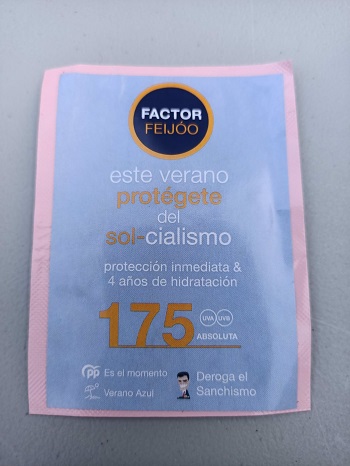 FACTOR
FEIJÓO
este verano
protégete
del
sol-cialismo
protección inmediata &
4 años de hidratación
175
UVA UVB
ABSOLUTA
PP Es el momento
Verano Azul
Deroga el
Sanchismo